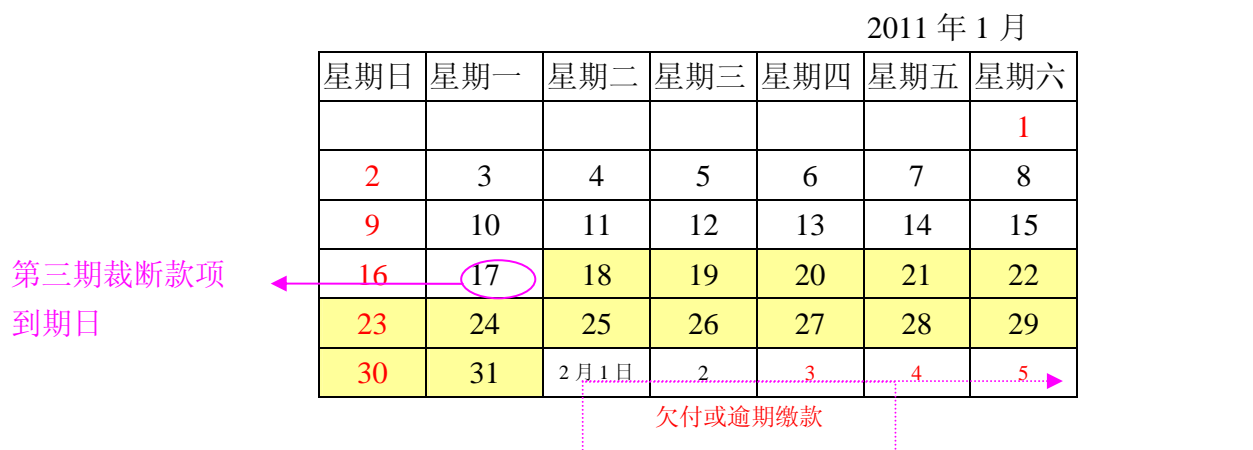 2011 年 1 月
星期日 星期一 星期二 星期三 星期四 星期五 星期六
1
2 3 4 5 6 7 8
9 10 11 12 13 14 15
第三期裁断款项
到期日
16 17 18 19 20 21 22
23 24 25 26 27 28 29
30 31 2 月 1 日 2 3 4 5
欠付或逾期缴款